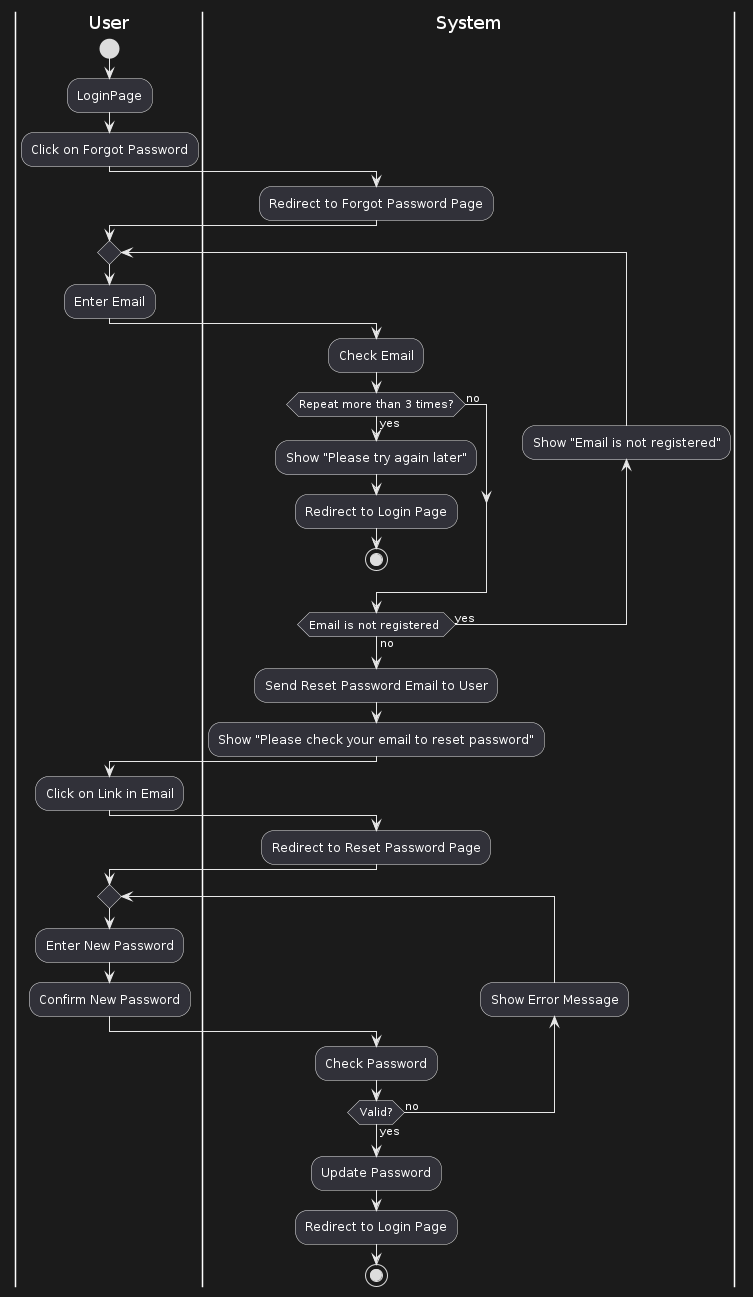 User
System
LoginPage
Click on Forgot Password
Redirect to Forgot Password Page
Enter Email
Check Email
Repeat more than 3 times?
no
yes
Show "Please try again later"
Show "Email is not registered"
Redirect to Login Page
Email is not registered
yes
no
Send Reset Password Email to User
Show "Please check your email to reset password"
Click on Link in Email
Redirect to Reset Password Page
Enter New Password
Confirm New Password
Show Error Message
Check Password
Valid?
no
yes
Update Password
Redirect to Login Page